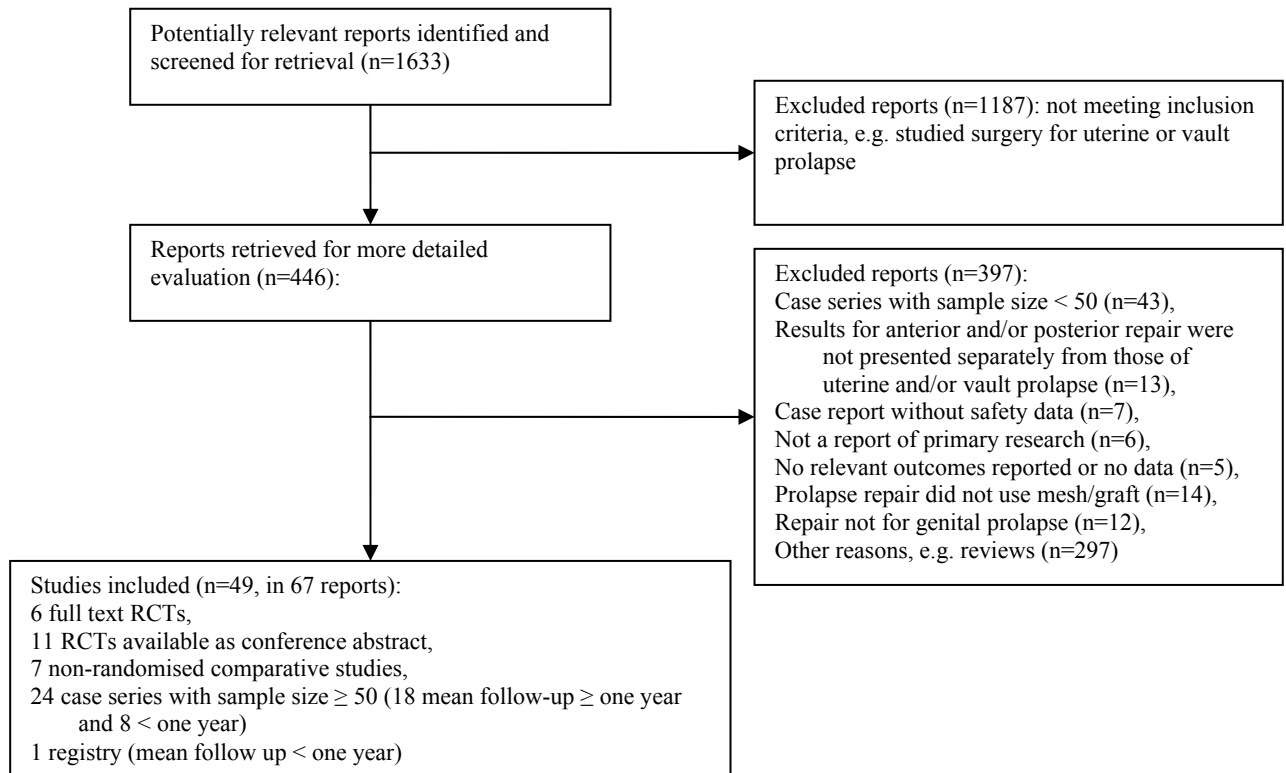 Potentially relevant reports identified and
screened for retrieval (n=1633)
Excluded reports (n=1187): not meeting inclusion
criteria, e.g. studied surgery for uterine or vault
prolapse
Reports retrieved for more detailed
evaluation (n=446):
Excluded reports (n=397):
Case series with sample size < 50 (n=43),
Results for anterior and/or posterior repair were
not presented separately from those of
uterine and/or vault prolapse (n=13),
Case report without safety data (n=7),
Not a report of primary research (n=6),
No relevant outcomes reported or no data (n=5),
Prolapse repair did not use mesh/graft (n=14),
Repair not for genital prolapse (n=12),
Other reasons, e.g. reviews (n=297)
Studies included (n=49, in 67 reports):
6 full text RCTs,
11 RCTs available as conference abstract,
7 non-randomised comparative studies,
24 case series with sample size ≥ 50 (18 mean follow-up ≥ one year
and 8 < one year)
1 registry (mean follow up < one year)